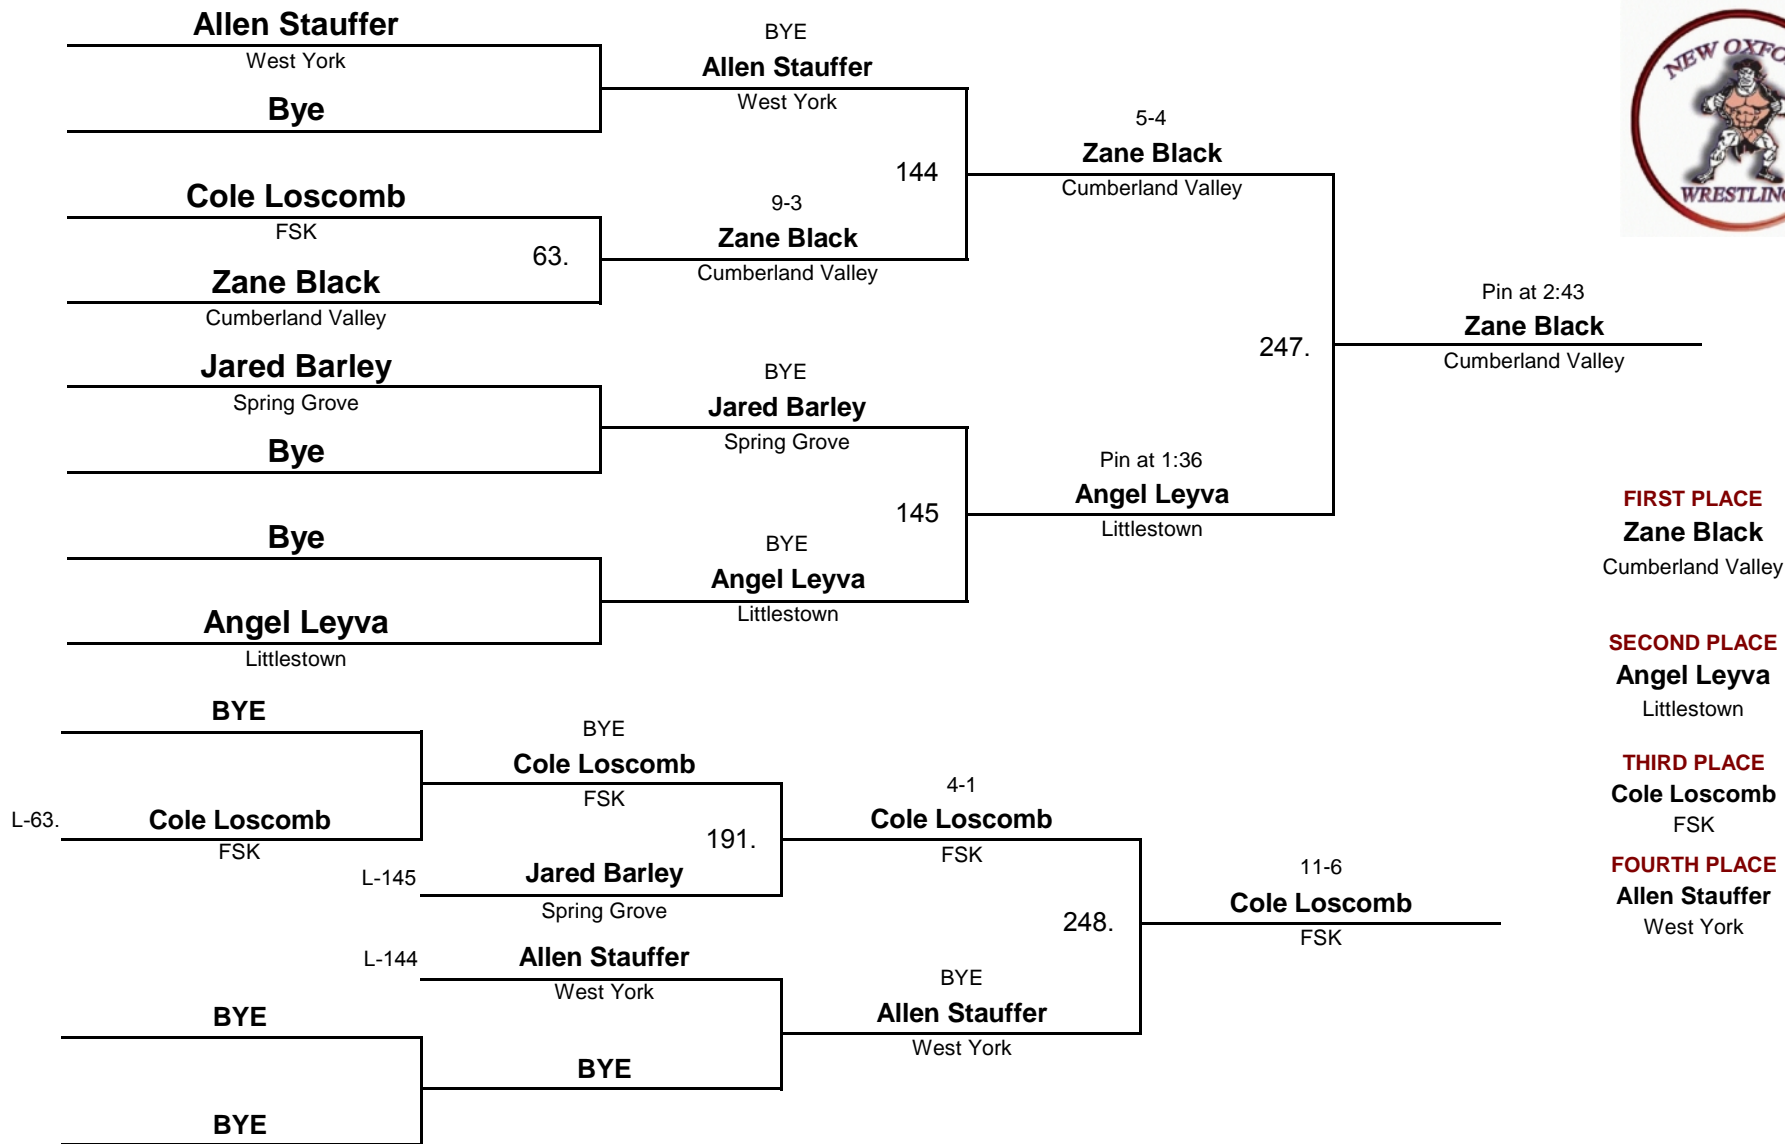 Allen Stauffer
West York
Bye
Cole Loscomb
FSK
63.
Zane Black
Cumberland Valley
Jared Barley
Spring Grove
Bye
Bye
Angel Leyva
Littlestown
BYE
Allen Stauffer
West York
144
9-3
Zane Black
Cumberland Valley
BYE
Jared Barley
Spring Grove
145
BYE
Angel Leyva
Littlestown
5-4
Zane Black
Cumberland Valley
247.
Pin at 1:36
Angel Leyva
Littlestown
Pin at 2:43
Zane Black
Cumberland Valley
NEW
WRESTLING
FIRST PLACE
Zane Black
Cumberland Valley
SECOND PLACE
Angel Leyva
Littlestown
THIRD PLACE
Cole Loscomb
FSK
FOURTH PLACE
Allen Stauffer
West York
BYE
L-63.
Cole Loscomb
FSK
BYE
Cole Loscomb
FSK
191.
L-145
Jared Barley
Spring Grove
L-144
Allen Stauffer
West York
BYE
BYE
BYE
4-1
Cole Loscomb
FSK
248.
BYE
Allen Stauffer
West York
11-6
Cole Loscomb
FSK